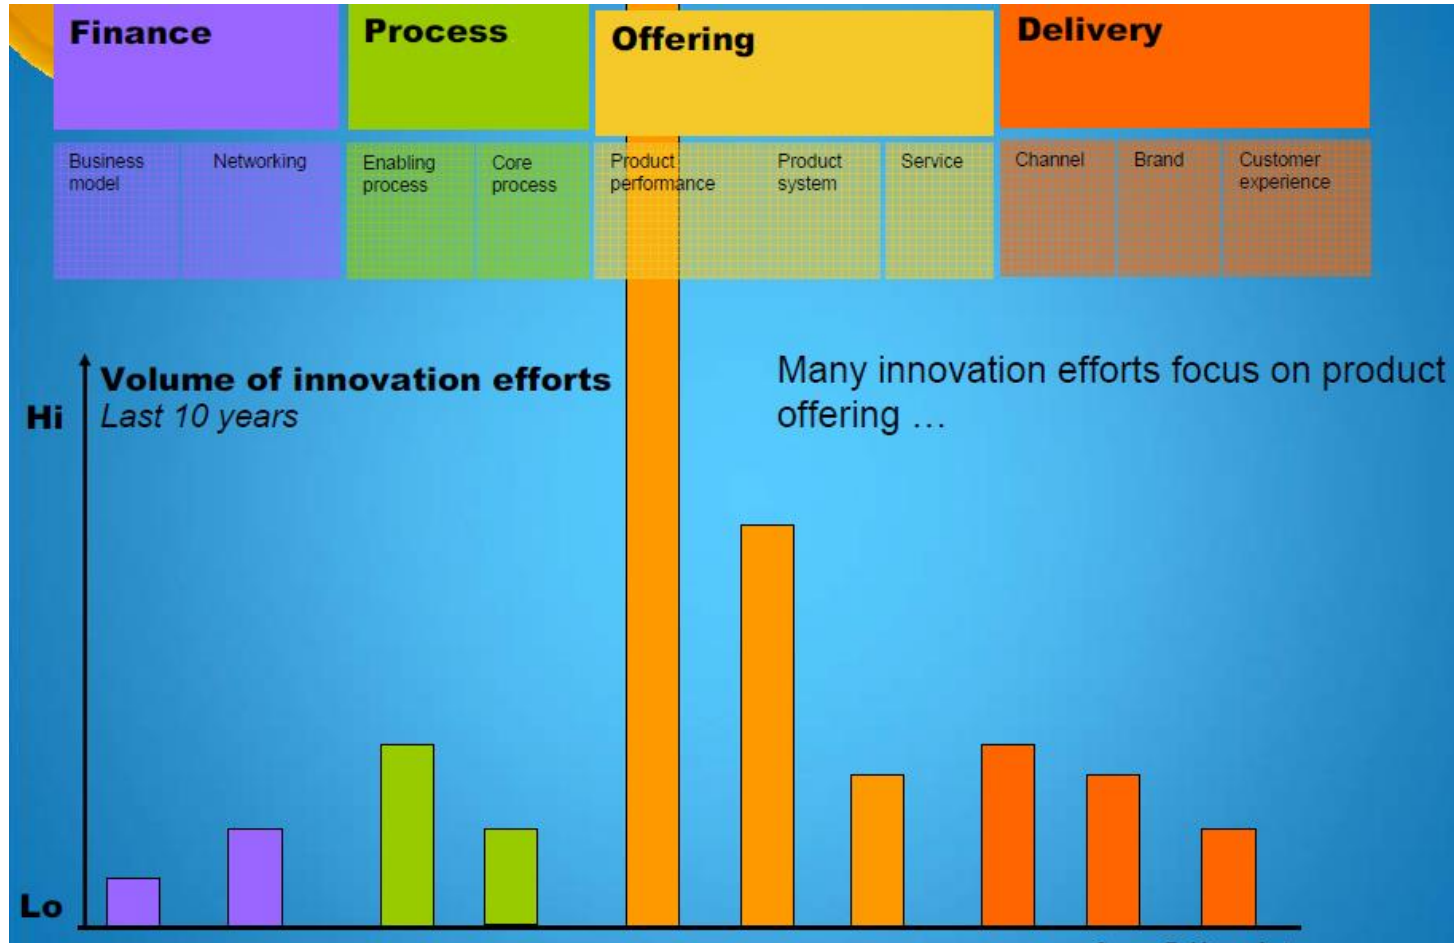 Finance
Process
Offering
Delivery
Business
model
Networking
Enabling
process
Core
process
Product
performance
Product
system
Service
Channel
Brand
Customer
experience
Volume of innovation efforts
Last 10 years
Hi
Many innovation efforts focus on product
offering …
Lo